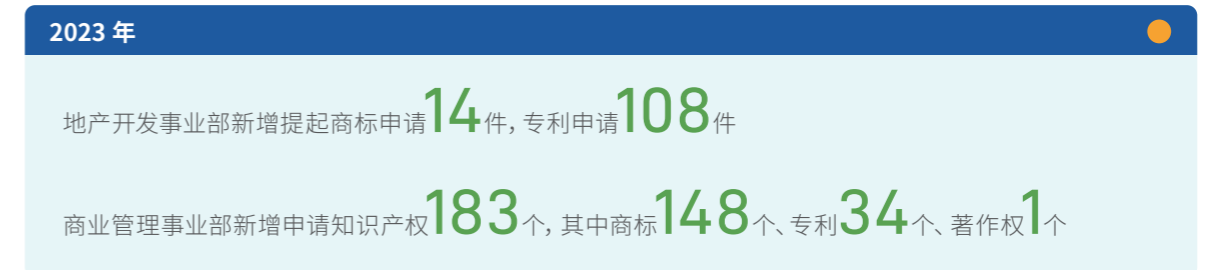 2023 年
地产开发事业部新增提起商标申请14件，专利申请108件
商业管理事业部新增申请知识产权183个，其中商标148个、专利34个、著作权1个